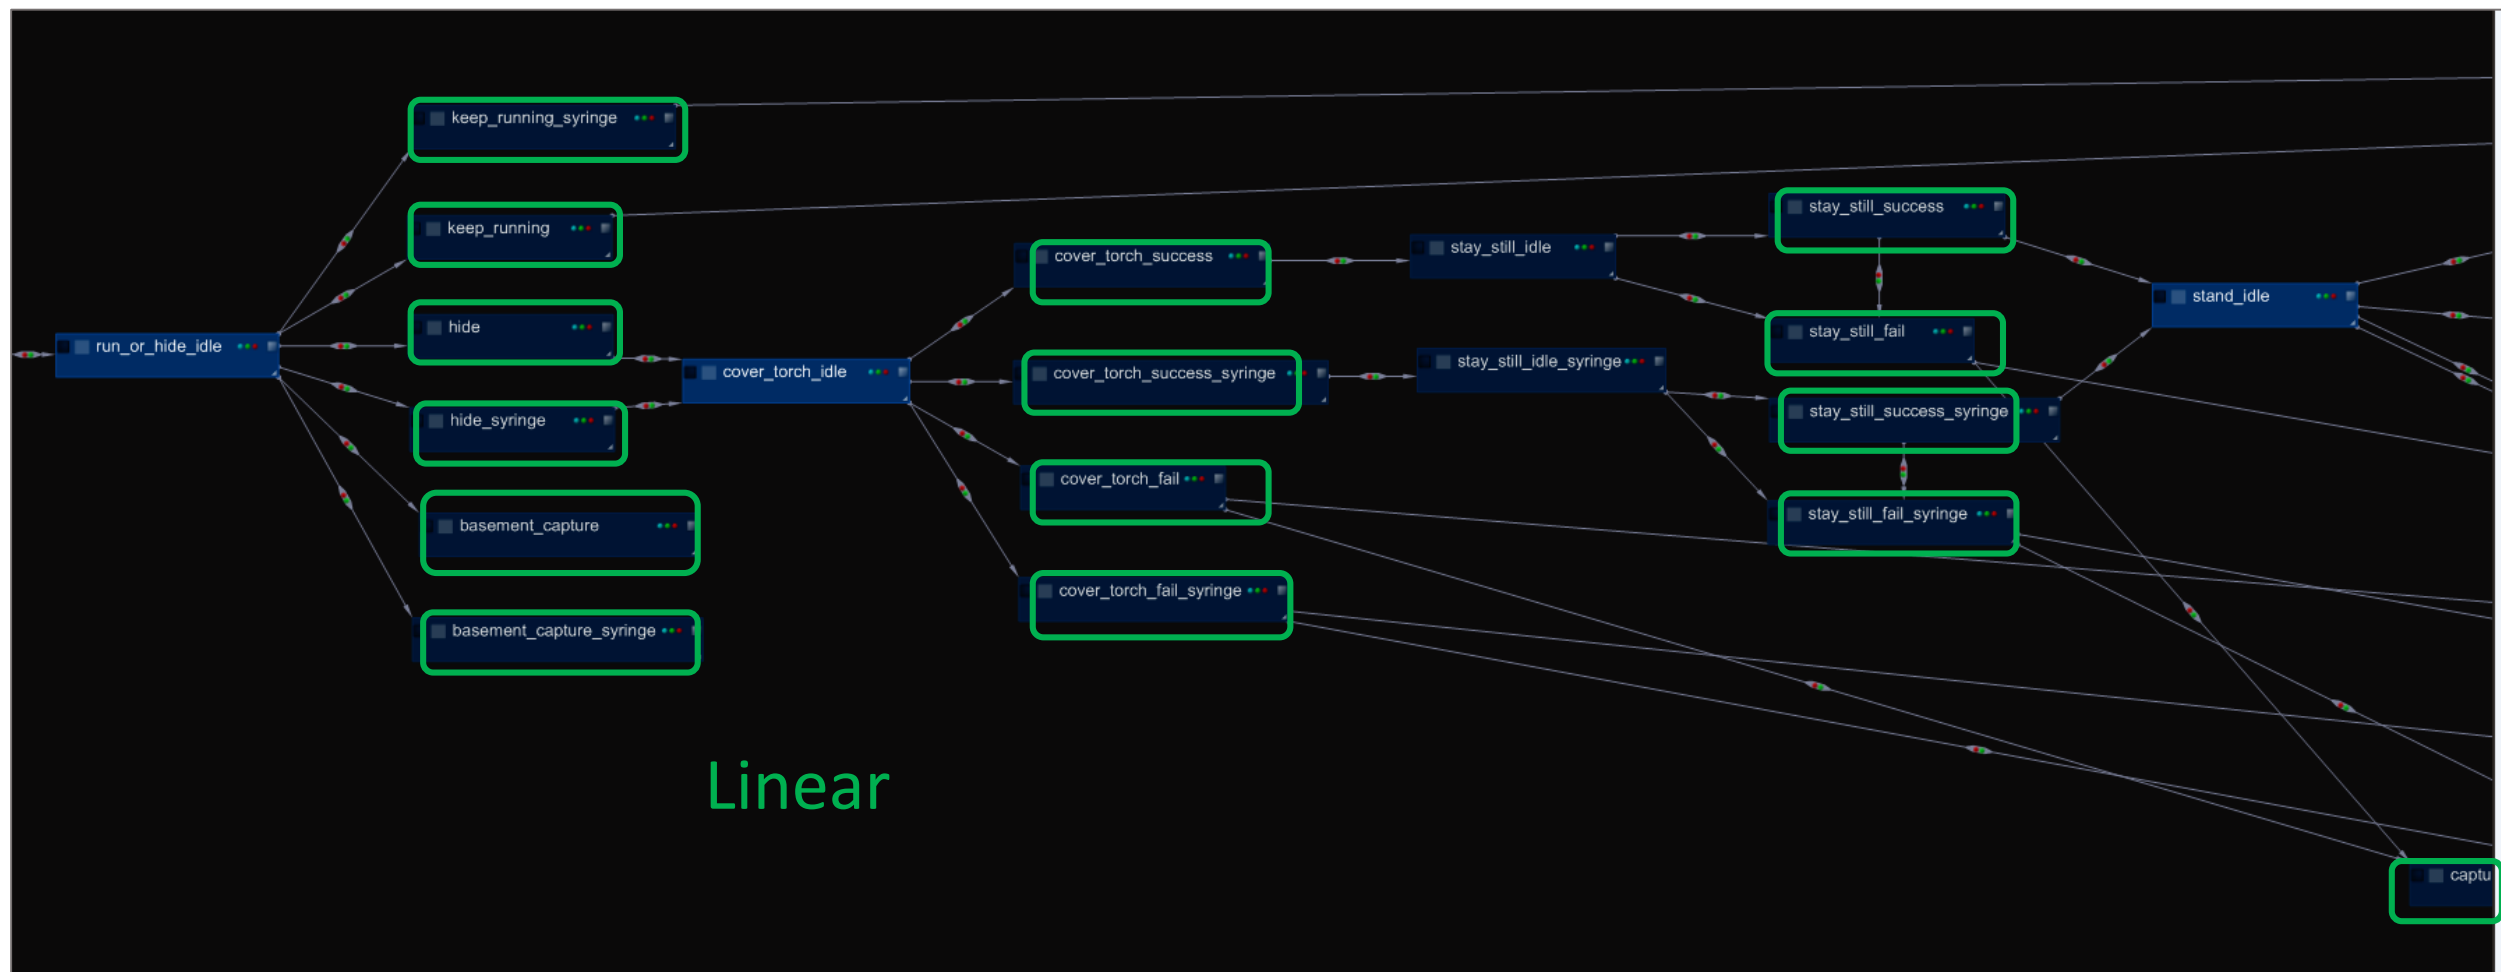 keep_running_syringe
keep_running
hide
run_or_hide_idle
hide_syringe
basement_capture
basement_capture_syringe
cover_torch_idle
cover_torch_success
cover_torch_success_syringe
cover_torch_fail
cover_torch_fail_syringe
stay_still_idle
stay_still_idle_syringe
stay_still_success
stay_still_fail
stay_still_success_syringe
stay_still_fail_syringe
stand_idle
captu
Linear